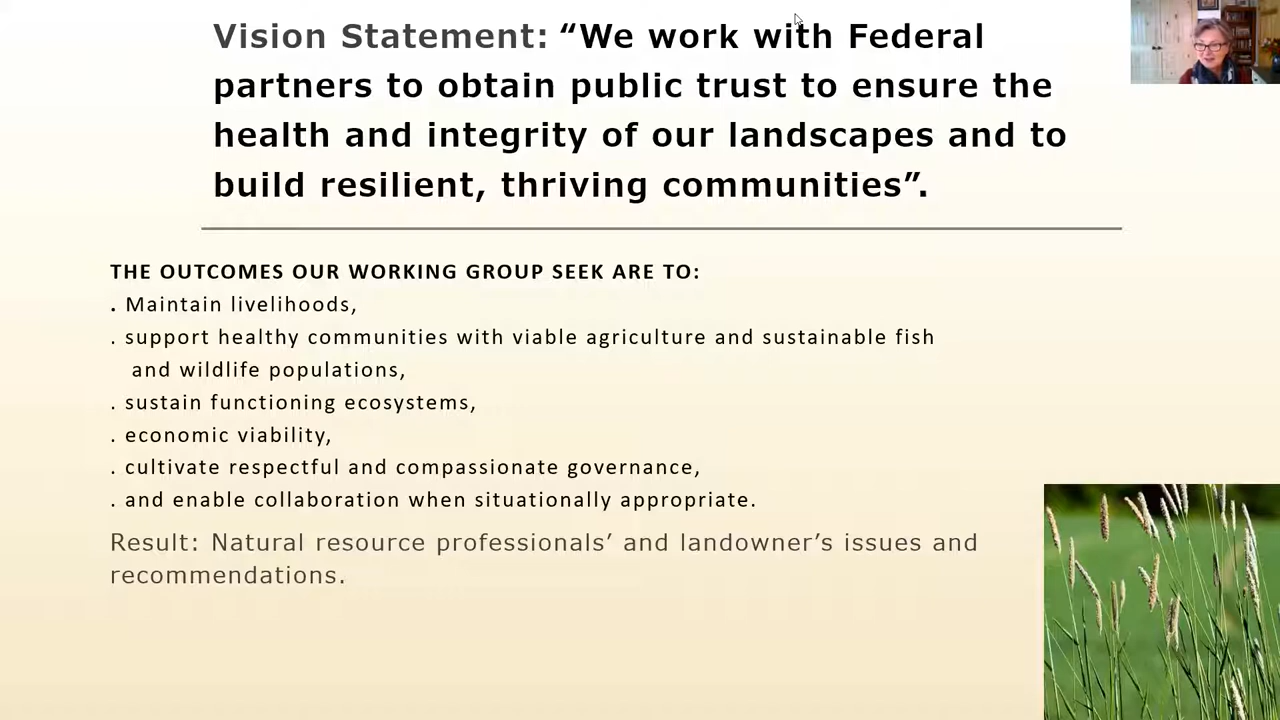 Vision Statement: “We work with Federal
partners to obtain public trust to ensure the
health and integrity of our landscapes and to
build resilient, thriving communities”.
THE OUTCOMES OUR WORKING GROUP SEEK ARE TO:
. Maintain livelihoods,
. support healthy communities with viable agriculture and sustainable fish
and wildlife populations,
. sustain functioning ecosystems,
. economic viability,
. cultivate respectful and compassionate governance,
. and enable collaboration when situationally appropriate.
Result: Natural resource professionals’ and landowner’s issues and
recommendations.